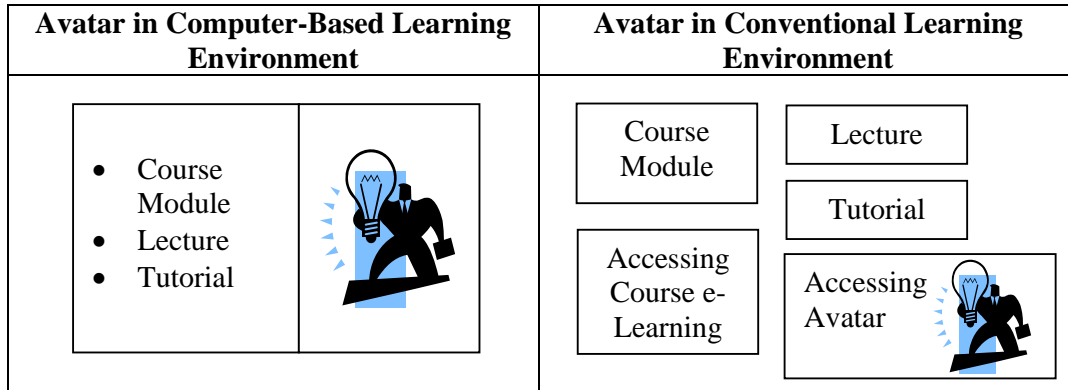 Avatar in Computer-Based Learning
Environment
Avatar in Conventional Learning
Environment
• Course
Module
• Lecture
• Tutorial
Course
Module
Lecture
Tutorial
Accessing
Course e-
Learning
Accessing
Avatar